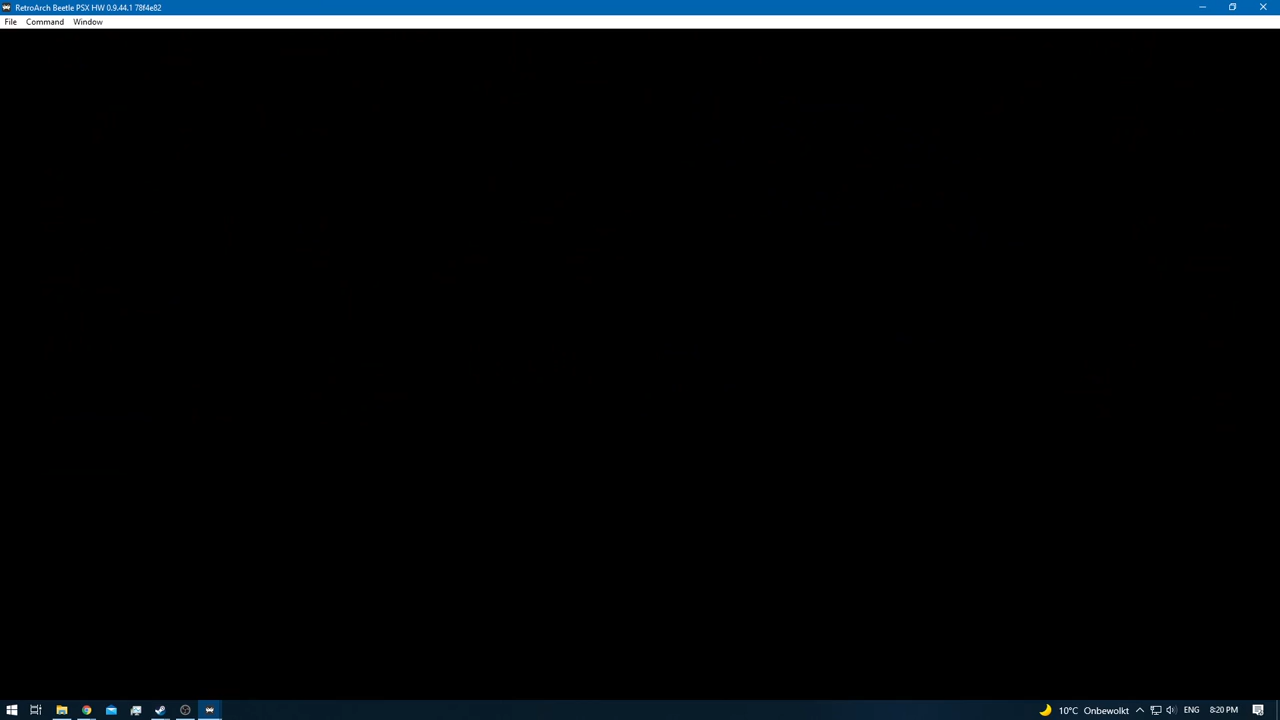 RetroArch Beetle PSX HW 0.9.44.1 78f4e82
File Command Window
10°C Onbewolkt ENG 8:20 PM